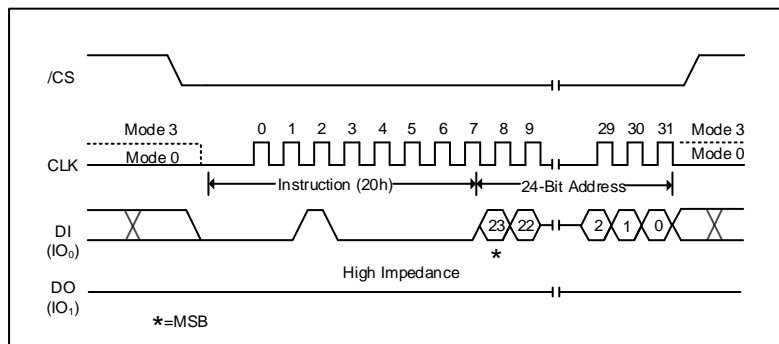 /CS
Mode 3
Mode 0
CLK
0 1 2 3 4 5 6 7 8 9
29 30 31
Mode 3
Mode 0
Instruction (20h)
24-Bit Address
DI
(IO₀)
23 22
2 1 0
*
High Impedance
DO
(IO₁)
*=MSB